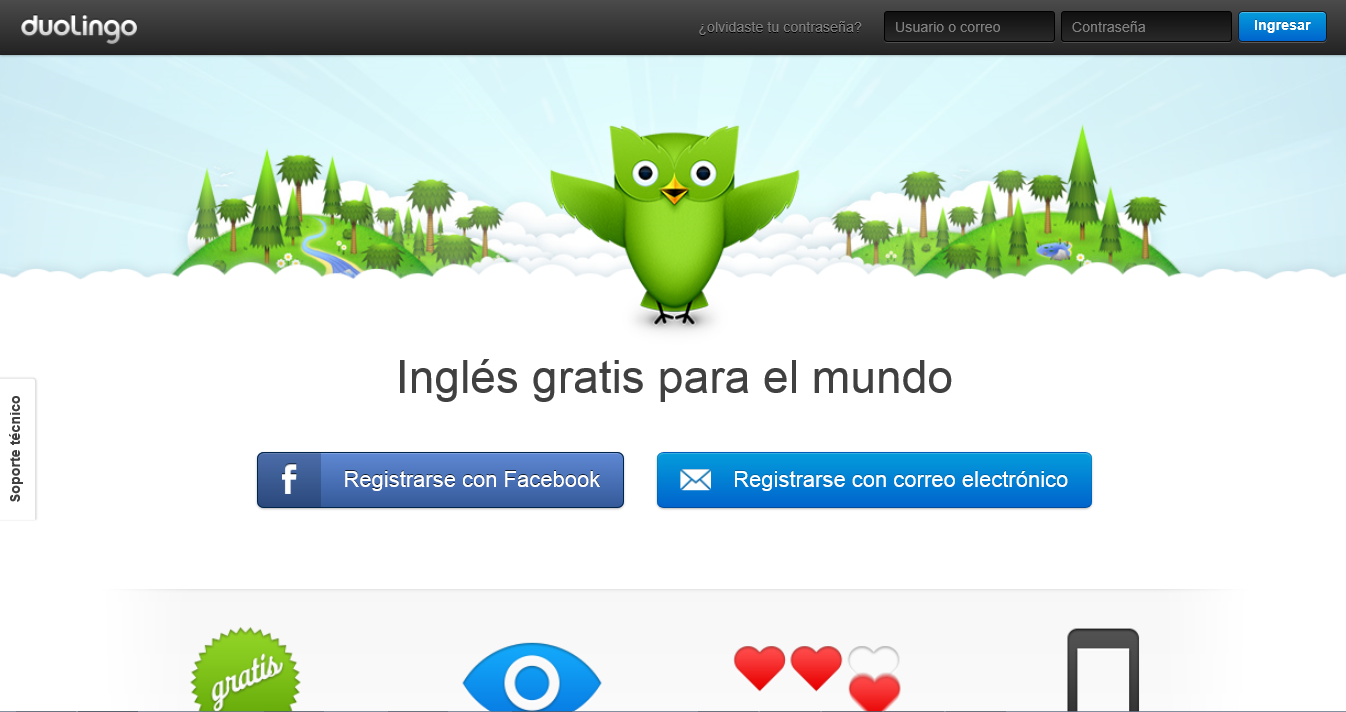 duolingo
¿olvidaste tu contraseña?
Usuario o correo
Contraseña
Ingresar
Inglés gratis para el mundo
Soporte técnico
Registrarse con Facebook
Registrarse con correo electrónico
gratis